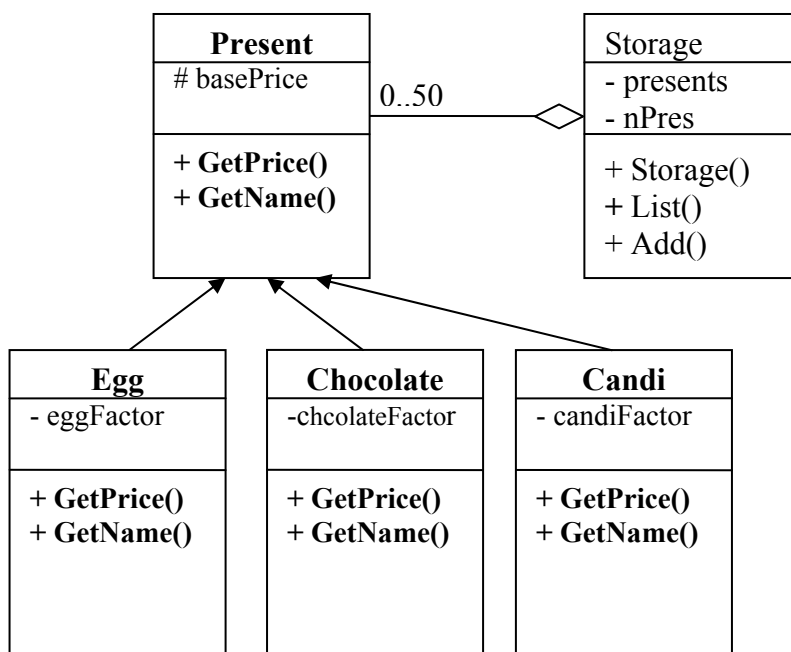 Present
# basePrice
+ GetPrice()
+ GetName()
0..50
Storage
- presents
- nPres
+ Storage()
+ List()
+ Add()
Egg
- eggFactor
+ GetPrice()
+ GetName()
Chocolate
-chcolateFactor
+ GetPrice()
+ GetName()
Candi
- candiFactor
+ GetPrice()
+ GetName()